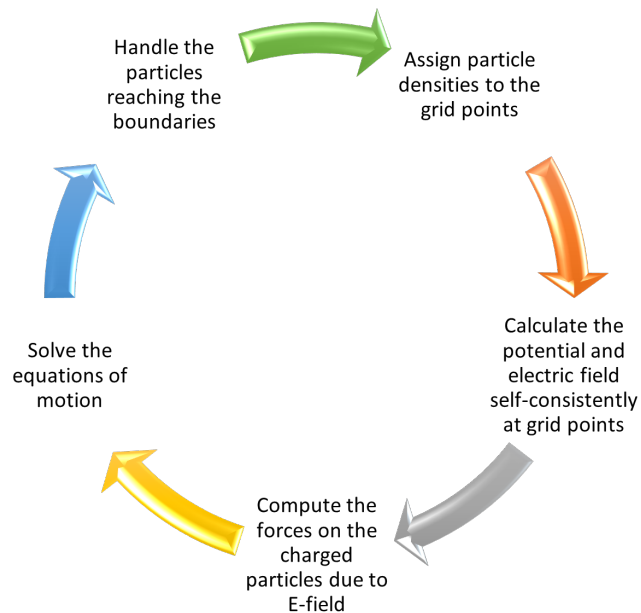 Handle the
particles
reaching the
boundaries
Assign particle
densities to the
grid points
Calculate the
potential and
electric field
self-consistently
at grid points
Compute the
forces on the
charged
particles due to
E-field
Solve the
equations of
motion